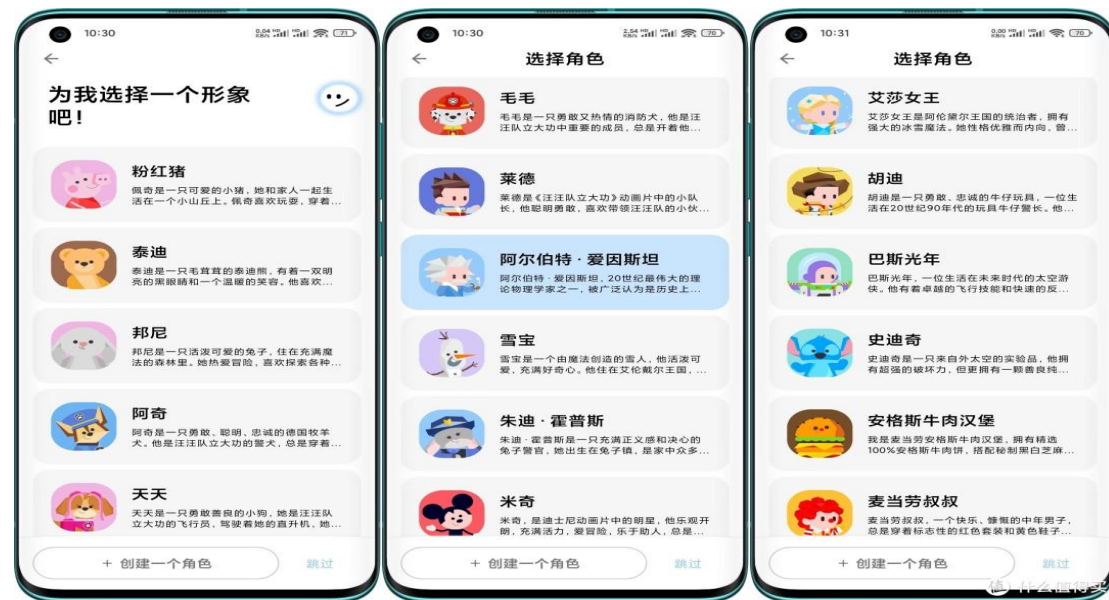 10:30
0.04 KB/S HD HD 71
为我选择一个形象
吧!
粉红猪
佩奇是一只可爱的小猪，她和家人一起生
活在一个小山丘上。佩奇喜欢玩耍，穿着...
泰迪
泰迪是一只毛茸茸的泰迪熊，有着一双明
亮的黑眼睛和一个温暖的笑容。他喜欢...
邦尼
邦尼是一只活泼可爱的兔子，住在充满魔
法的森林里。她热爱冒险，喜欢探索各种...
阿奇
阿奇是一只勇敢、聪明、忠诚的德国牧羊
犬。他是汪汪队立大功的警犬，总是穿着...
天天
天天是一只勇敢善良的小狗，她是汪汪队
立大功的飞行员，驾驶着她的直升机，她...
+ 创建一个角色
跳过
10:30
2.54 KB/S HD HD 70
选择角色
毛毛
毛毛是一只勇敢又热情的消防犬，他是汪
汪队立大功中重要的成员，总是开着他...
莱德
莱德是《汪汪队立大功》动画片中的小队
长，他聪明勇敢，喜欢带领汪汪队的小伙...
阿尔伯特·爱因斯坦
阿尔伯特·爱因斯坦，20世纪最伟大的理
论物理学家之一，被广泛认为是历史上...
雪宝
雪宝是一个由魔法创造的雪人，他活泼可
爱，充满好奇心。他住在艾伦戴尔王国，...
朱迪·霍普斯
朱迪·霍普斯是一只充满正义感和决心的
兔子警官，她出生在兔子镇，是家中众多...
米奇
米奇，是迪士尼动画片中的明星，他乐观开
朗，充满活力，爱冒险，乐于助人，总是...
+ 创建一个角色
跳过
10:31
0.00 KB/S HD HD 70
选择角色
艾莎女王
艾莎女王是阿伦黛尔王国的统治者，拥有
强大的冰雪魔法。她性格优雅而内向，曾...
胡迪
胡迪是一只勇敢、忠诚的牛仔玩具，一位生
活在20世纪90年代的玩具牛仔警长。他...
巴斯光年
巴斯光年，一位生活在未来时代的太空游
侠。他有着卓越的飞行技能和快速的反...
史迪奇
史迪奇是一只来自外太空的实验品，他拥
有超强的破坏力，但更拥有一颗善良纯...
安格斯牛肉汉堡
我是麦当劳安格斯牛肉汉堡，拥有精选
100%安格斯牛肉饼，搭配秘制黑白芝麻...
麦当劳叔叔
麦当劳叔叔，一个快乐、慷慨的中年男子，
总是穿着标志性的红色套装和黄色鞋子...
+ 创建一个角色
跳过
值 什么值得买